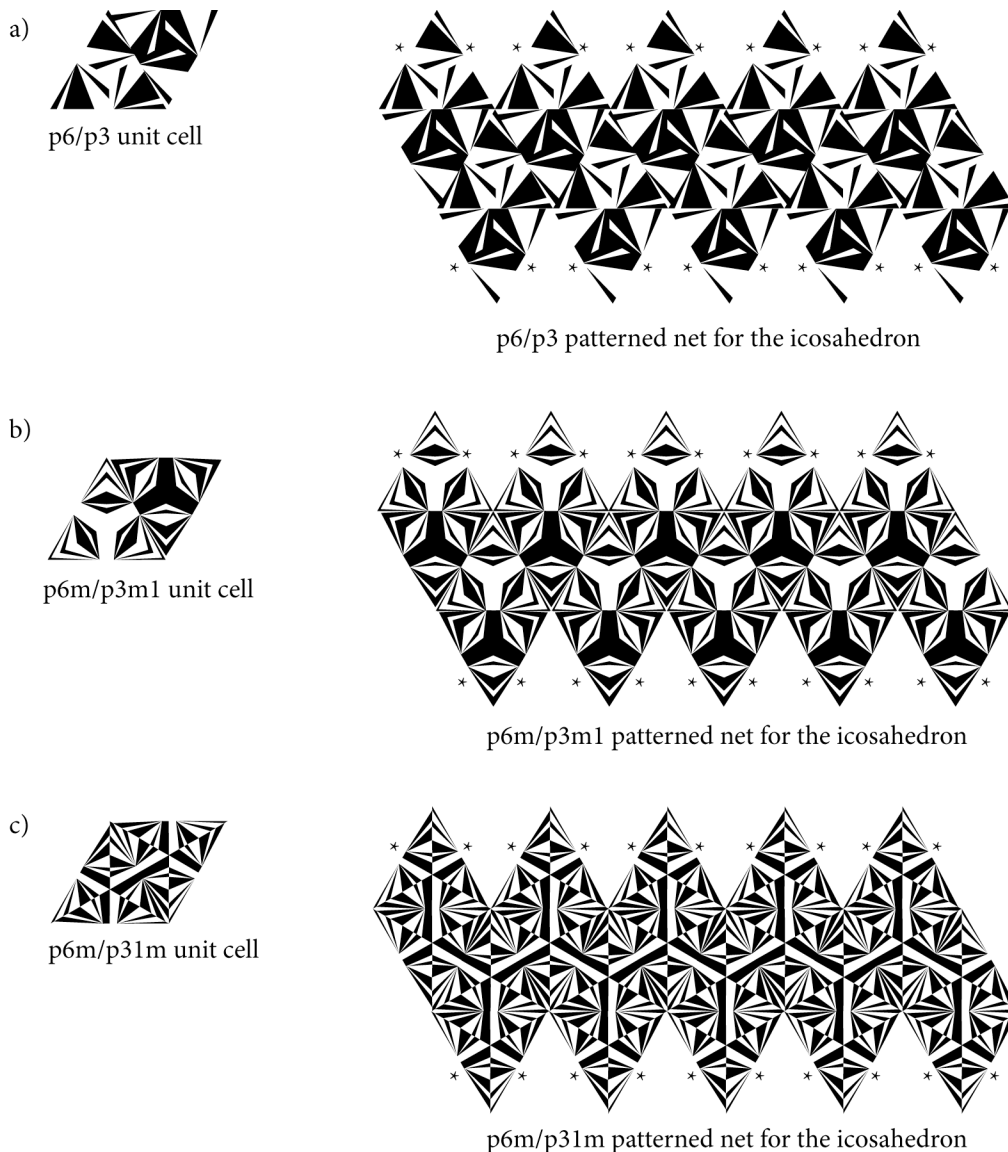 a)
p6/p3 unit cell
p6/p3 patterned net for the icosahedron
b)
p6m/p3m1 unit cell
p6m/p3m1 patterned net for the icosahedron
c)
p6m/p31m unit cell
p6m/p31m patterned net for the icosahedron